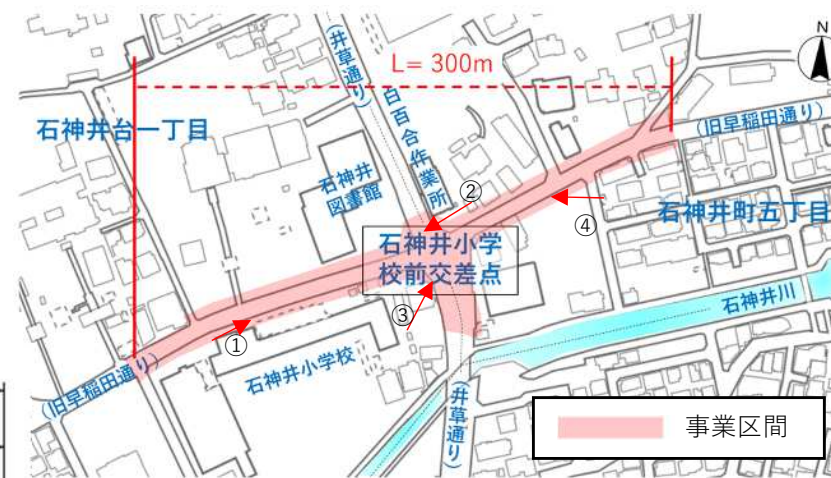 N
L= 300m
(井草通り)
白百合作業所
(旧早稲田通り)
石神井台一丁目
石神井
図書館
②
④
石神井町五丁目
石神井小学
校前交差点
③
①
石神井川
石神井小学校
(旧早稲田通り)
(井草通り)
事業区間